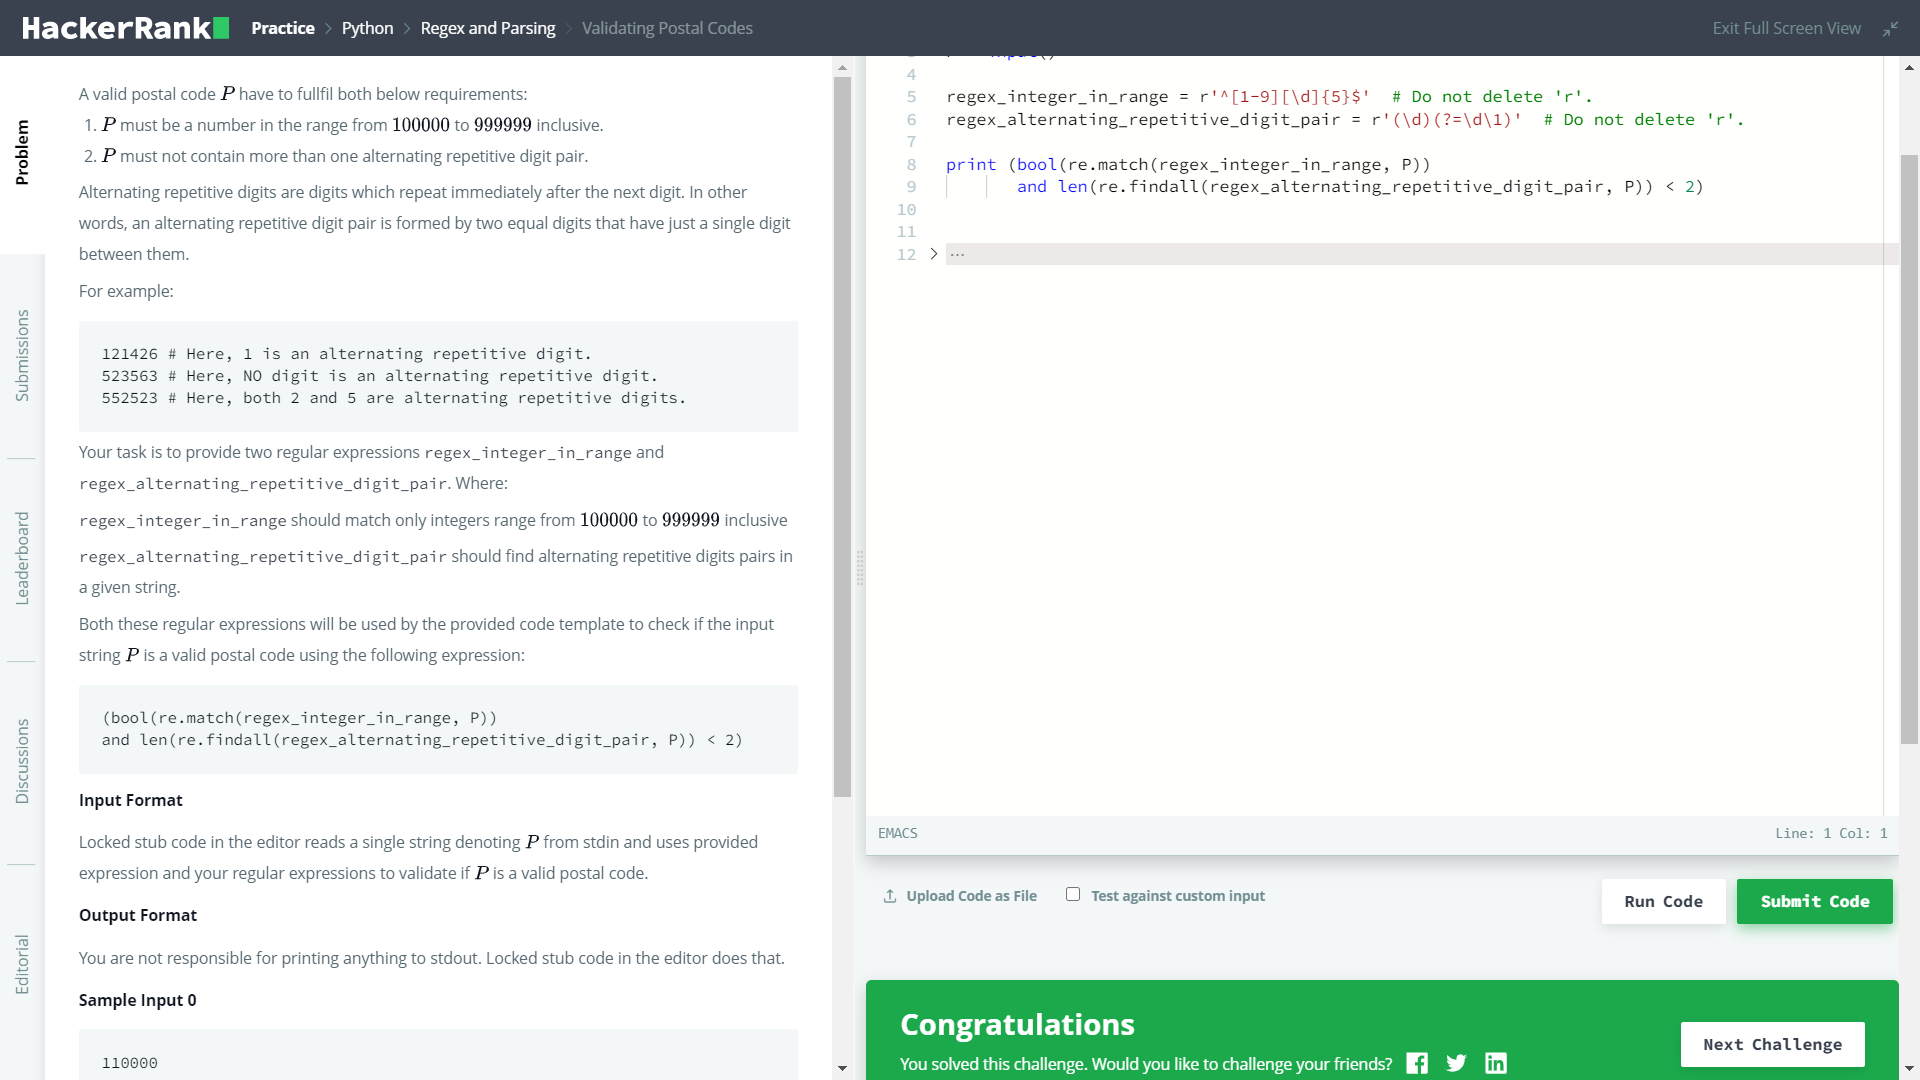 HackerRank
Practice > Python > Regex and Parsing > Validating Postal Codes
Exit Full Screen View
Problem
Submissions
Leaderboard
Discussions
Editorial
A valid postal code P have to fullfil both below requirements:
1. P must be a number in the range from 100000 to 999999 inclusive.
2. P must not contain more than one alternating repetitive digit pair.
Alternating repetitive digits are digits which repeat immediately after the next digit. In other
words, an alternating repetitive digit pair is formed by two equal digits that have just a single digit
between them.
For example:
121426 # Here, 1 is an alternating repetitive digit.
523563 # Here, NO digit is an alternating repetitive digit.
552523 # Here, both 2 and 5 are alternating repetitive digits.
Your task is to provide two regular expressions regex_integer_in_range and
regex_alternating_repetitive_digit_pair. Where:
regex_integer_in_range should match only integers range from 100000 to 999999 inclusive
regex_alternating_repetitive_digit_pair should find alternating repetitive digits pairs in
a given string.
Both these regular expressions will be used by the provided code template to check if the input
string P is a valid postal code using the following expression:
(bool(re.match(regex_integer_in_range, P))
and len(re.findall(regex_alternating_repetitive_digit_pair, P)) < 2)
Input Format
Locked stub code in the editor reads a single string denoting P from stdin and uses provided
expression and your regular expressions to validate if P is a valid postal code.
Output Format
You are not responsible for printing anything to stdout. Locked stub code in the editor does that.
Sample Input 0
110000
4
5 regex_integer_in_range = r'^[1-9][\d]{5}$'  # Do not delete 'r'.
6 regex_alternating_repetitive_digit_pair = r'(\d)(?=\d\1)'  # Do not delete 'r'.
7
8 print (bool(re.match(regex_integer_in_range, P))
9 and len(re.findall(regex_alternating_repetitive_digit_pair, P)) < 2)
10
11
12 > ...
EMACS
Line: 1 Col: 1
Upload Code as File
Test against custom input
Run Code
Submit Code
Congratulations
You solved this challenge. Would you like to challenge your friends?
Next Challenge